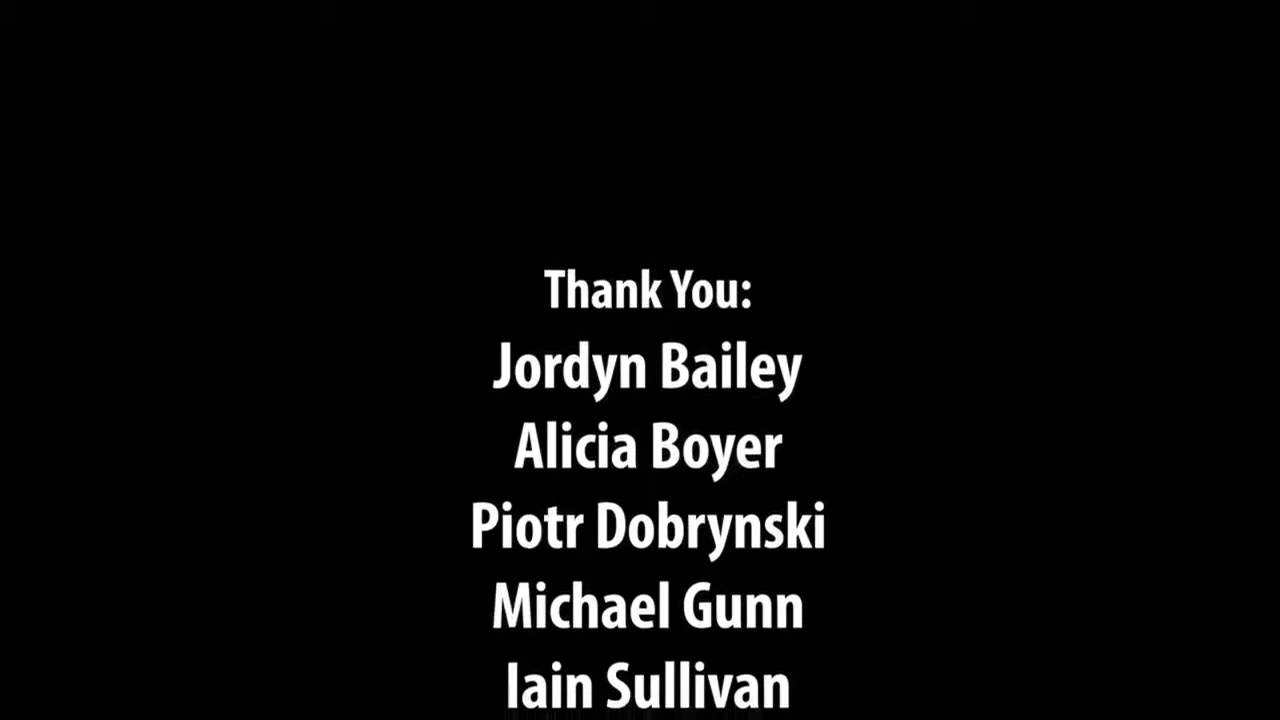 Thank You:
Jordyn Bailey
Alicia Boyer
Piotr Dobrynski
Michael Gunn
Iain Sullivan